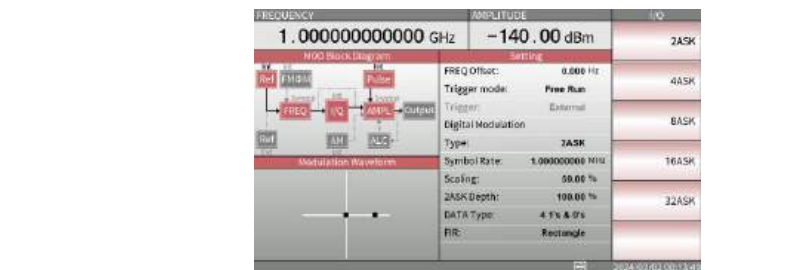 FREQUENCY
AMPLITUDE
I/Q
1.000000000000 GHz
-140.00 dBm
MOD Block Diagram
Setting
Ref
Pulse
FREQ
I/Q
AMPL
Output
AM
ALC
Modulation Waveform
FREQ Offset: 0.000 Hz
Trigger mode: Free Run
Trigger: External
Digital Modulation
Type: 2ASK
Symbol Rate: 1.000000000 MHz
Scaling: 50.00 %
2ASK Depth: 100.00 %
DATA Type: 4 1's & 0's
FIR: Rectangle
2ASK
4ASK
8ASK
16ASK
32ASK